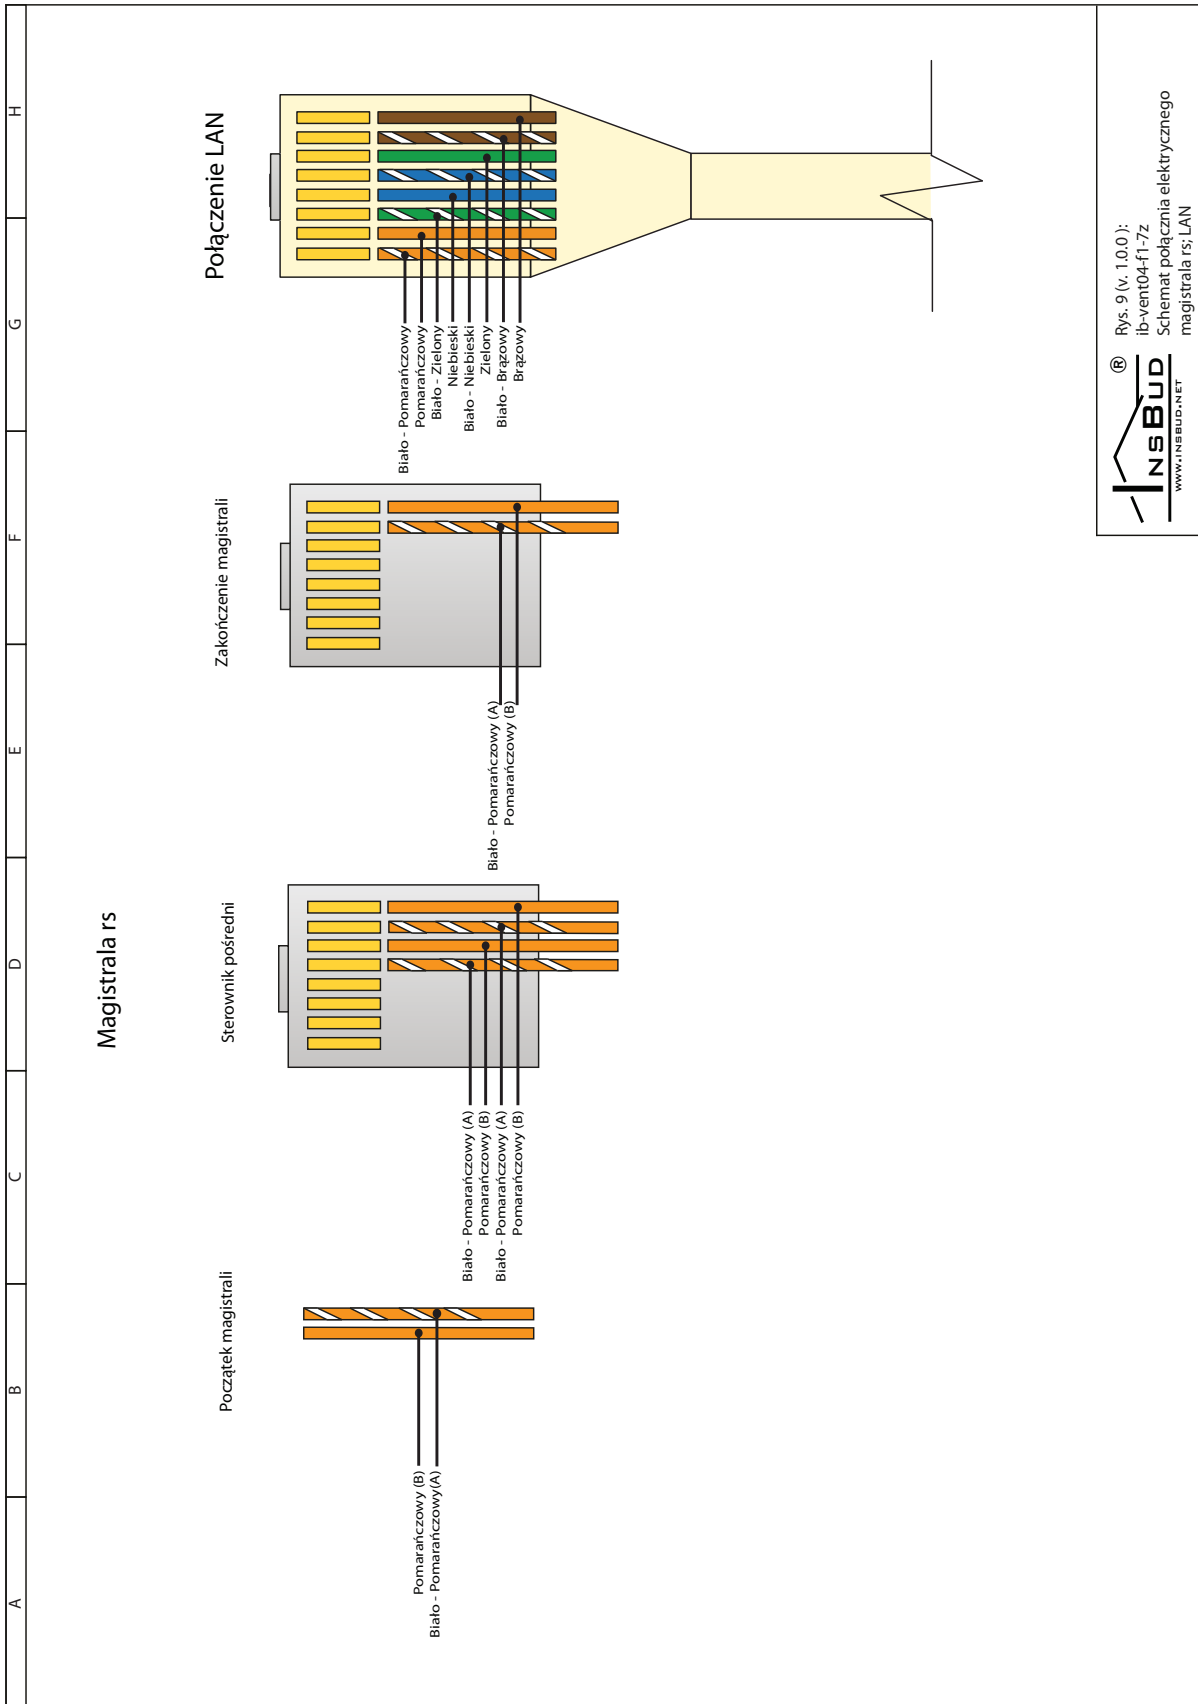 A
B
C
D
E
F
G
H
Magistrala rs
Początek magistrali
Pomarańczowy (B)
Biało - Pomarańczowy(A)
Sterownik pośredni
Biało - Pomarańczowy (A)
Pomarańczowy (B)
Biało - Pomarańczowy (A)
Pomarańczowy (B)
Zakończenie magistrali
Biało - Pomarańczowy (A)
Pomarańczowy (B)
Połączenie LAN
Biało - Pomarańczowy
Pomarańczowy
Biało - Zielony
Niebieski
Biało - Niebieski
Zielony
Biało - Brązowy
Brązowy
INSBUD ®
WWW.INSBUD.NET
Rys. 9 (v. 1.0.0 ):
ib-vent04-f1-7z
Schemat połącznia elektrycznego
magistrala rs; LAN